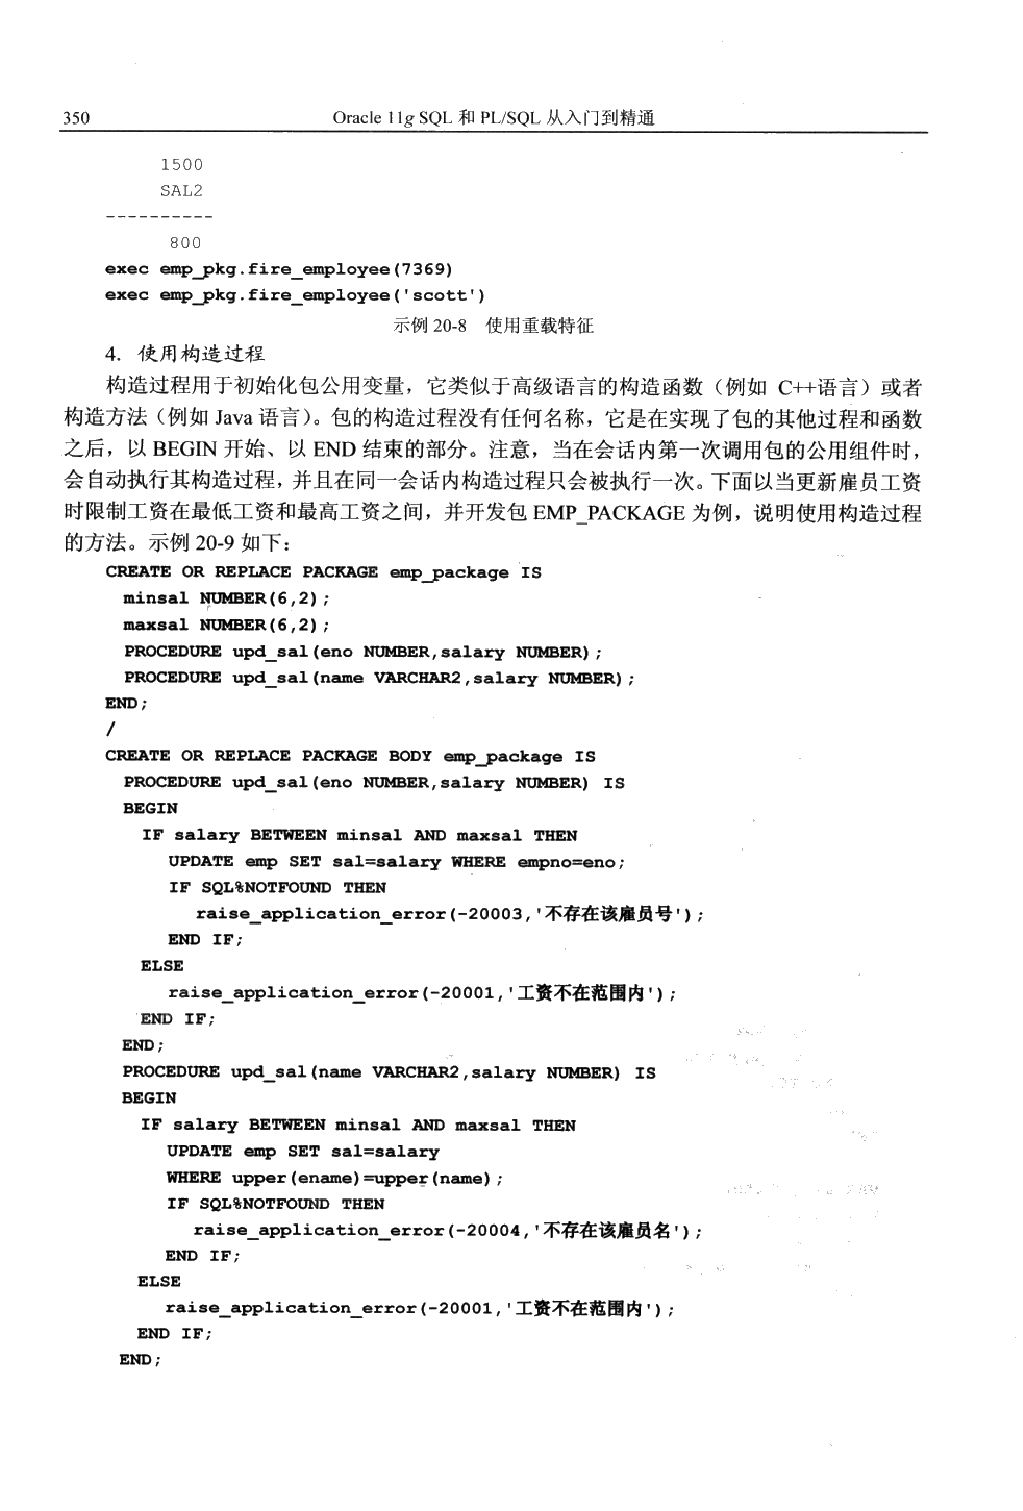 350 Oracle 11g SQL 和 PL/SQL 从入门到精通
1500
SAL2
----------
800
exec emp_pkg.fire_employee(7369)
exec emp_pkg.fire_employee('scott')
示例 20-8 使用重载特征
4. 使用构造过程
构造过程用于初始化包公用变量，它类似于高级语言的构造函数（例如 C++语言）或者
构造方法（例如 Java 语言）。包的构造过程没有任何名称，它是在实现了包的其他过程和函数
之后，以 BEGIN 开始、以 END 结束的部分。注意，当在会话内第一次调用包的公用组件时，
会自动执行其构造过程，并且在同一会话内构造过程只会被执行一次。下面以当更新雇员工资
时限制工资在最低工资和最高工资之间，并开发包 EMP_PACKAGE 为例，说明使用构造过程
的方法。示例 20-9 如下：
CREATE OR REPLACE PACKAGE emp_package IS
minsal NUMBER(6,2);
maxsal NUMBER(6,2);
PROCEDURE upd_sal(eno NUMBER,salary NUMBER);
PROCEDURE upd_sal(name VARCHAR2,salary NUMBER);
END;
/
CREATE OR REPLACE PACKAGE BODY emp_package IS
PROCEDURE upd_sal(eno NUMBER,salary NUMBER) IS
BEGIN
IF salary BETWEEN minsal AND maxsal THEN
UPDATE emp SET sal=salary WHERE empno=eno;
IF SQL%NOTFOUND THEN
raise_application_error(-20003,'不存在该雇员号');
END IF;
ELSE
raise_application_error(-20001,'工资不在范围内');
END IF;
END;
PROCEDURE upd_sal(name VARCHAR2,salary NUMBER) IS
BEGIN
IF salary BETWEEN minsal AND maxsal THEN
UPDATE emp SET sal=salary
WHERE upper(ename)=upper(name);
IF SQL%NOTFOUND THEN
raise_application_error(-20004,'不存在该雇员名');
END IF;
ELSE
raise_application_error(-20001,'工资不在范围内');
END IF;
END;